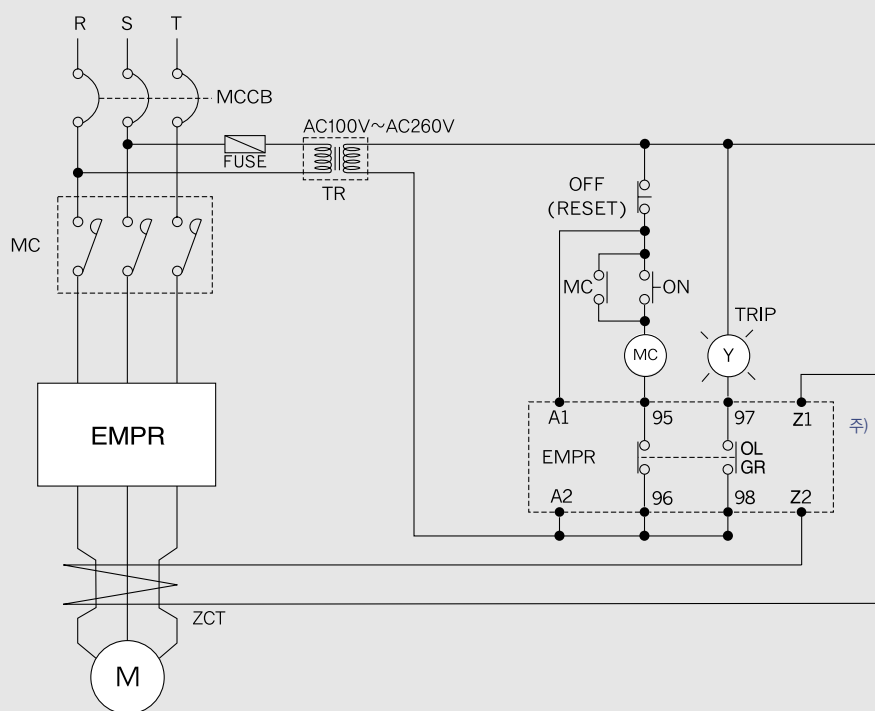 R S T
MCCB
AC100V~AC260V
FUSE
TR
OFF
(RESET)
MC
MC
ON
TRIP
MC
Y
A1 95 97 Z1
주)
EMPR
EMPR
OL
GR
A2 96 98 Z2
ZCT
M